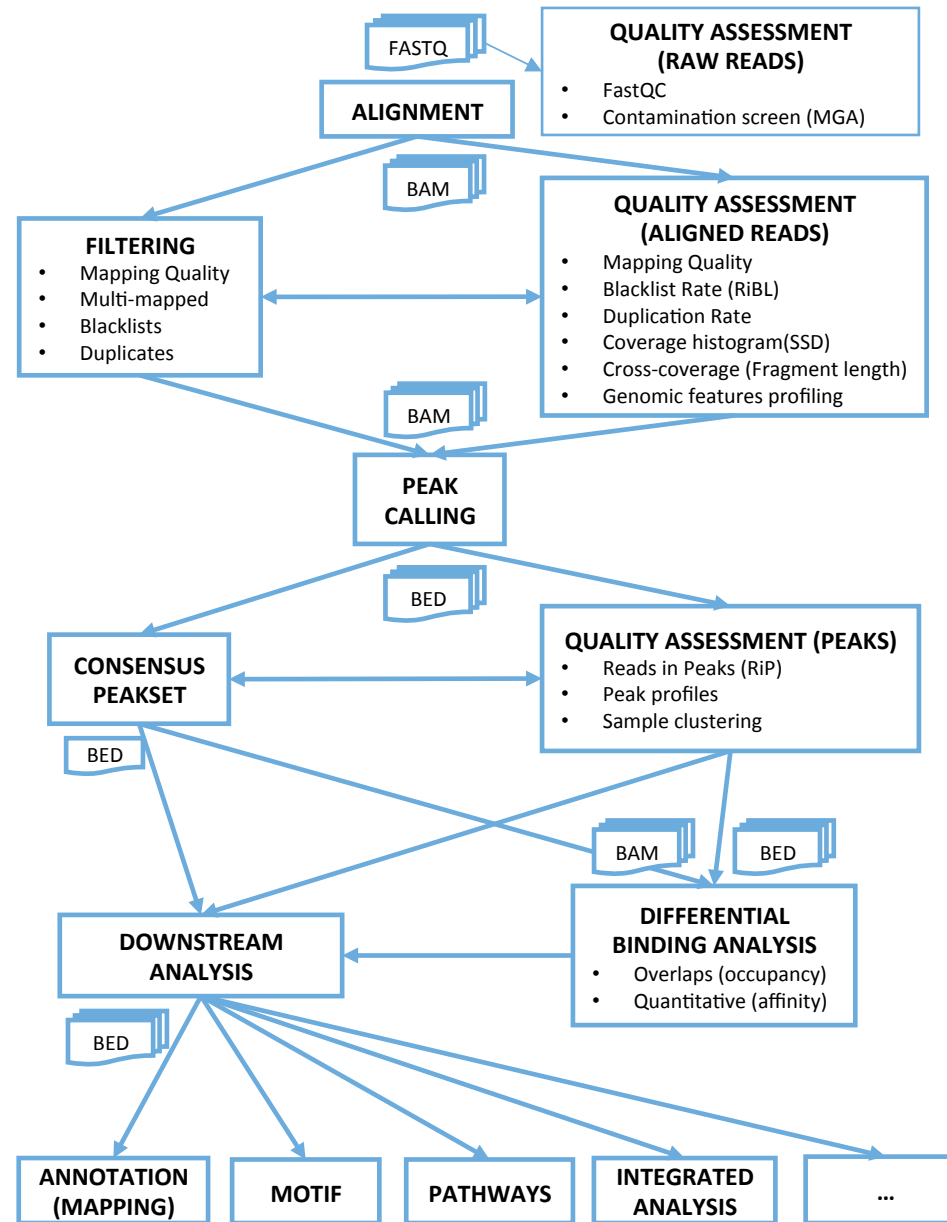 FASTQ
QUALITY ASSESSMENT
(RAW READS)
• FastQC
• Contamination screen (MGA)
ALIGNMENT
BAM
QUALITY ASSESSMENT
(ALIGNED READS)
• Mapping Quality
• Blacklist Rate (RiBL)
• Duplication Rate
• Coverage histogram(SSD)
• Cross-coverage (Fragment length)
• Genomic features profiling
FILTERING
• Mapping Quality
• Multi-mapped
• Blacklists
• Duplicates
BAM
PEAK
CALLING
BED
CONSENSUS
PEAKSET
QUALITY ASSESSMENT (PEAKS)
• Reads in Peaks (RiP)
• Peak profiles
• Sample clustering
BED
BAM
BED
DOWNSTREAM
ANALYSIS
DIFFERENTIAL
BINDING ANALYSIS
• Overlaps (occupancy)
• Quantitative (affinity)
BED
ANNOTATION
(MAPPING)
MOTIF
PATHWAYS
INTEGRATED
ANALYSIS
...